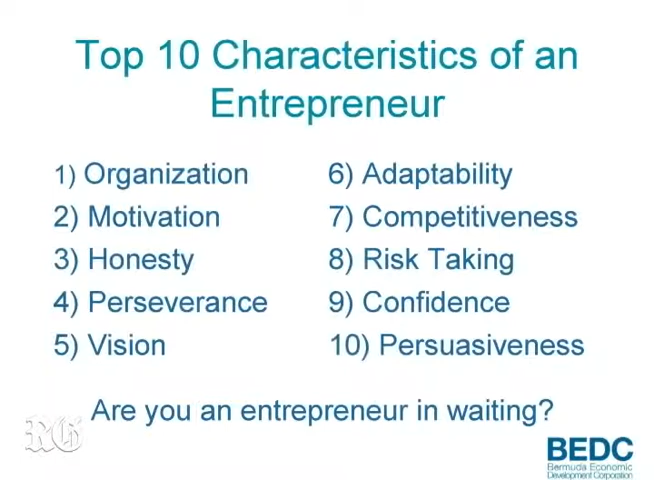 Top 10 Characteristics of an
Entrepreneur
1) Organization
2) Motivation
3) Honesty
4) Perseverance
5) Vision
6) Adaptability
7) Competitiveness
8) Risk Taking
9) Confidence
10) Persuasiveness
Are you an entrepreneur in waiting?
RG
BEDC
Bermuda Economic
Development Corporation